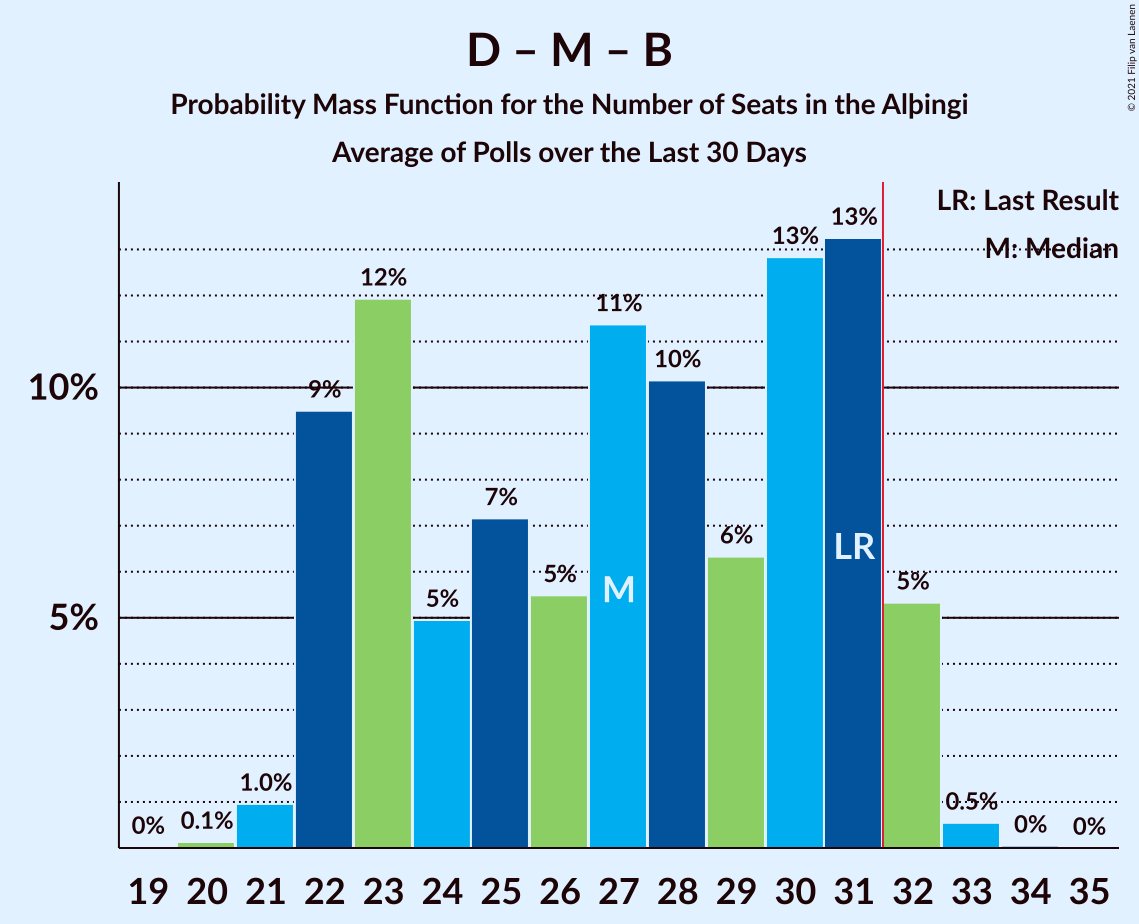 D – M – B
Probability Mass Function for the Number of Seats in the Alþingi
Average of Polls over the Last 30 Days
© 2021 Filip van Laenen
LR: Last Result
M: Median
10%
5%
0%
0.1%
1.0%
9%
12%
5%
7%
5%
11%
10%
6%
13%
13%
5%
0.5%
0%
0%
M
LR
19 20 21 22 23 24 25 26 27 28 29 30 31 32 33 34 35